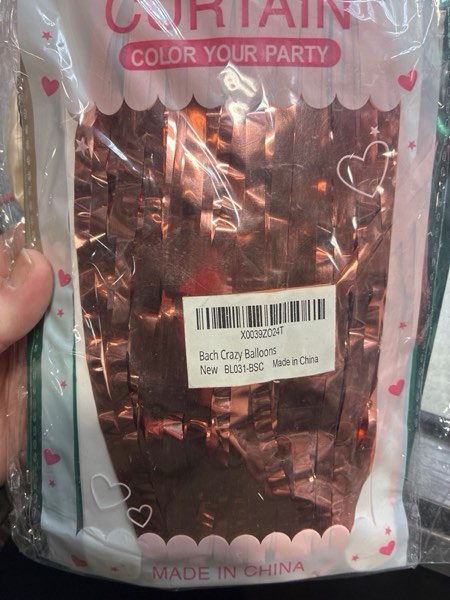 CURTAIN
COLOR YOUR PARTY
X0039ZO24T
Bach Crazy Balloons
New BL031-BSC Made in China
MADE IN CHINA